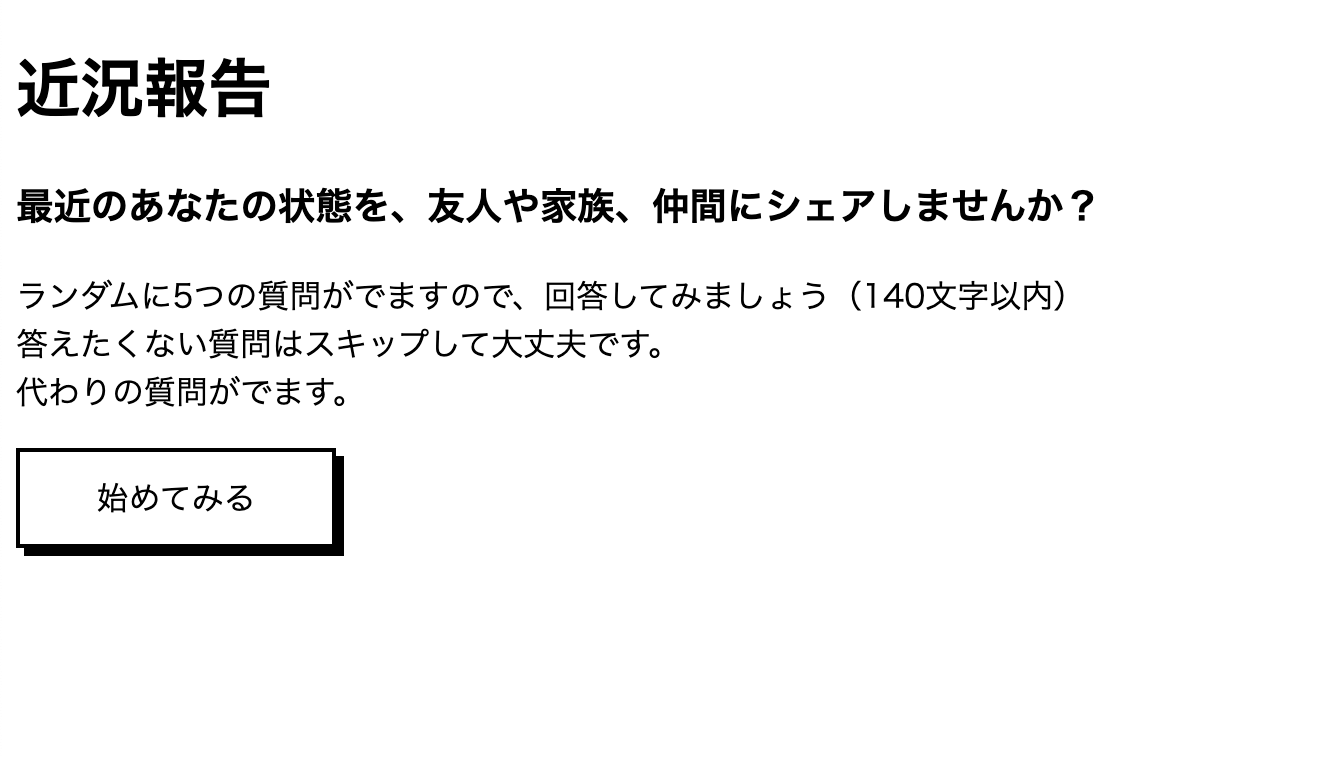 近況報告
最近のあなたの状態を、友人や家族、仲間にシェアしませんか？
ランダムに5つの質問がでますので、回答してみましょう（140文字以内）
答えたくない質問はスキップして大丈夫です。
代わりの質問がでます。
始めてみる